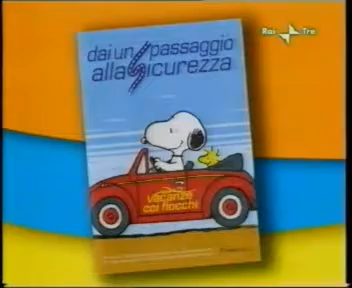 Rai Tre
dai un passaggio
alla sicurezza
vacanze
coi fiocchi